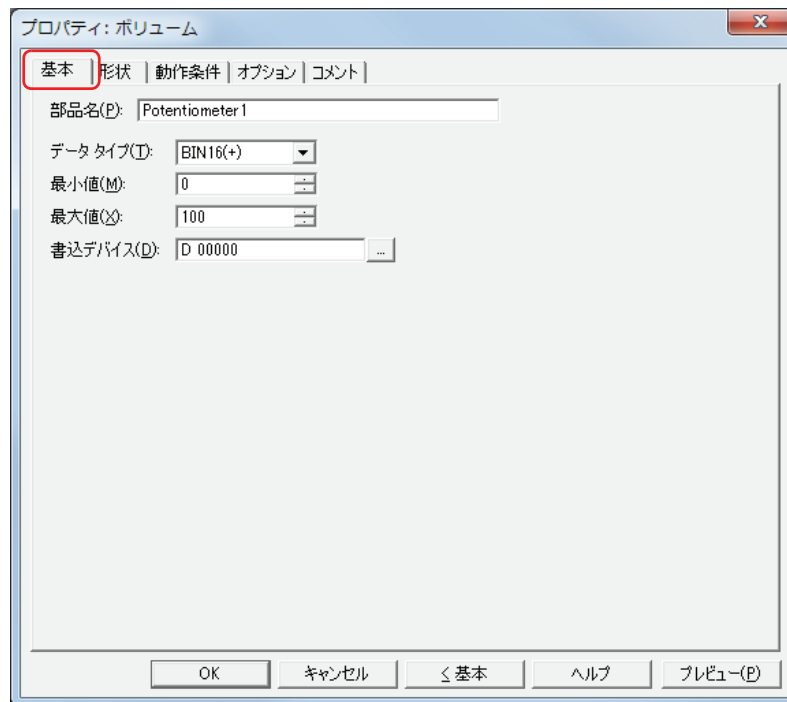 プロパティ: ボリューム
基本 形状 動作条件 オプション コメント
部品名(P): Potentiometer1
データ タイプ(T): BIN16(+)
最小値(M): 0
最大値(X): 100
書込デバイス(D): D 00000 ...
OK キャンセル < 基本 ヘルプ プレビュー(P)